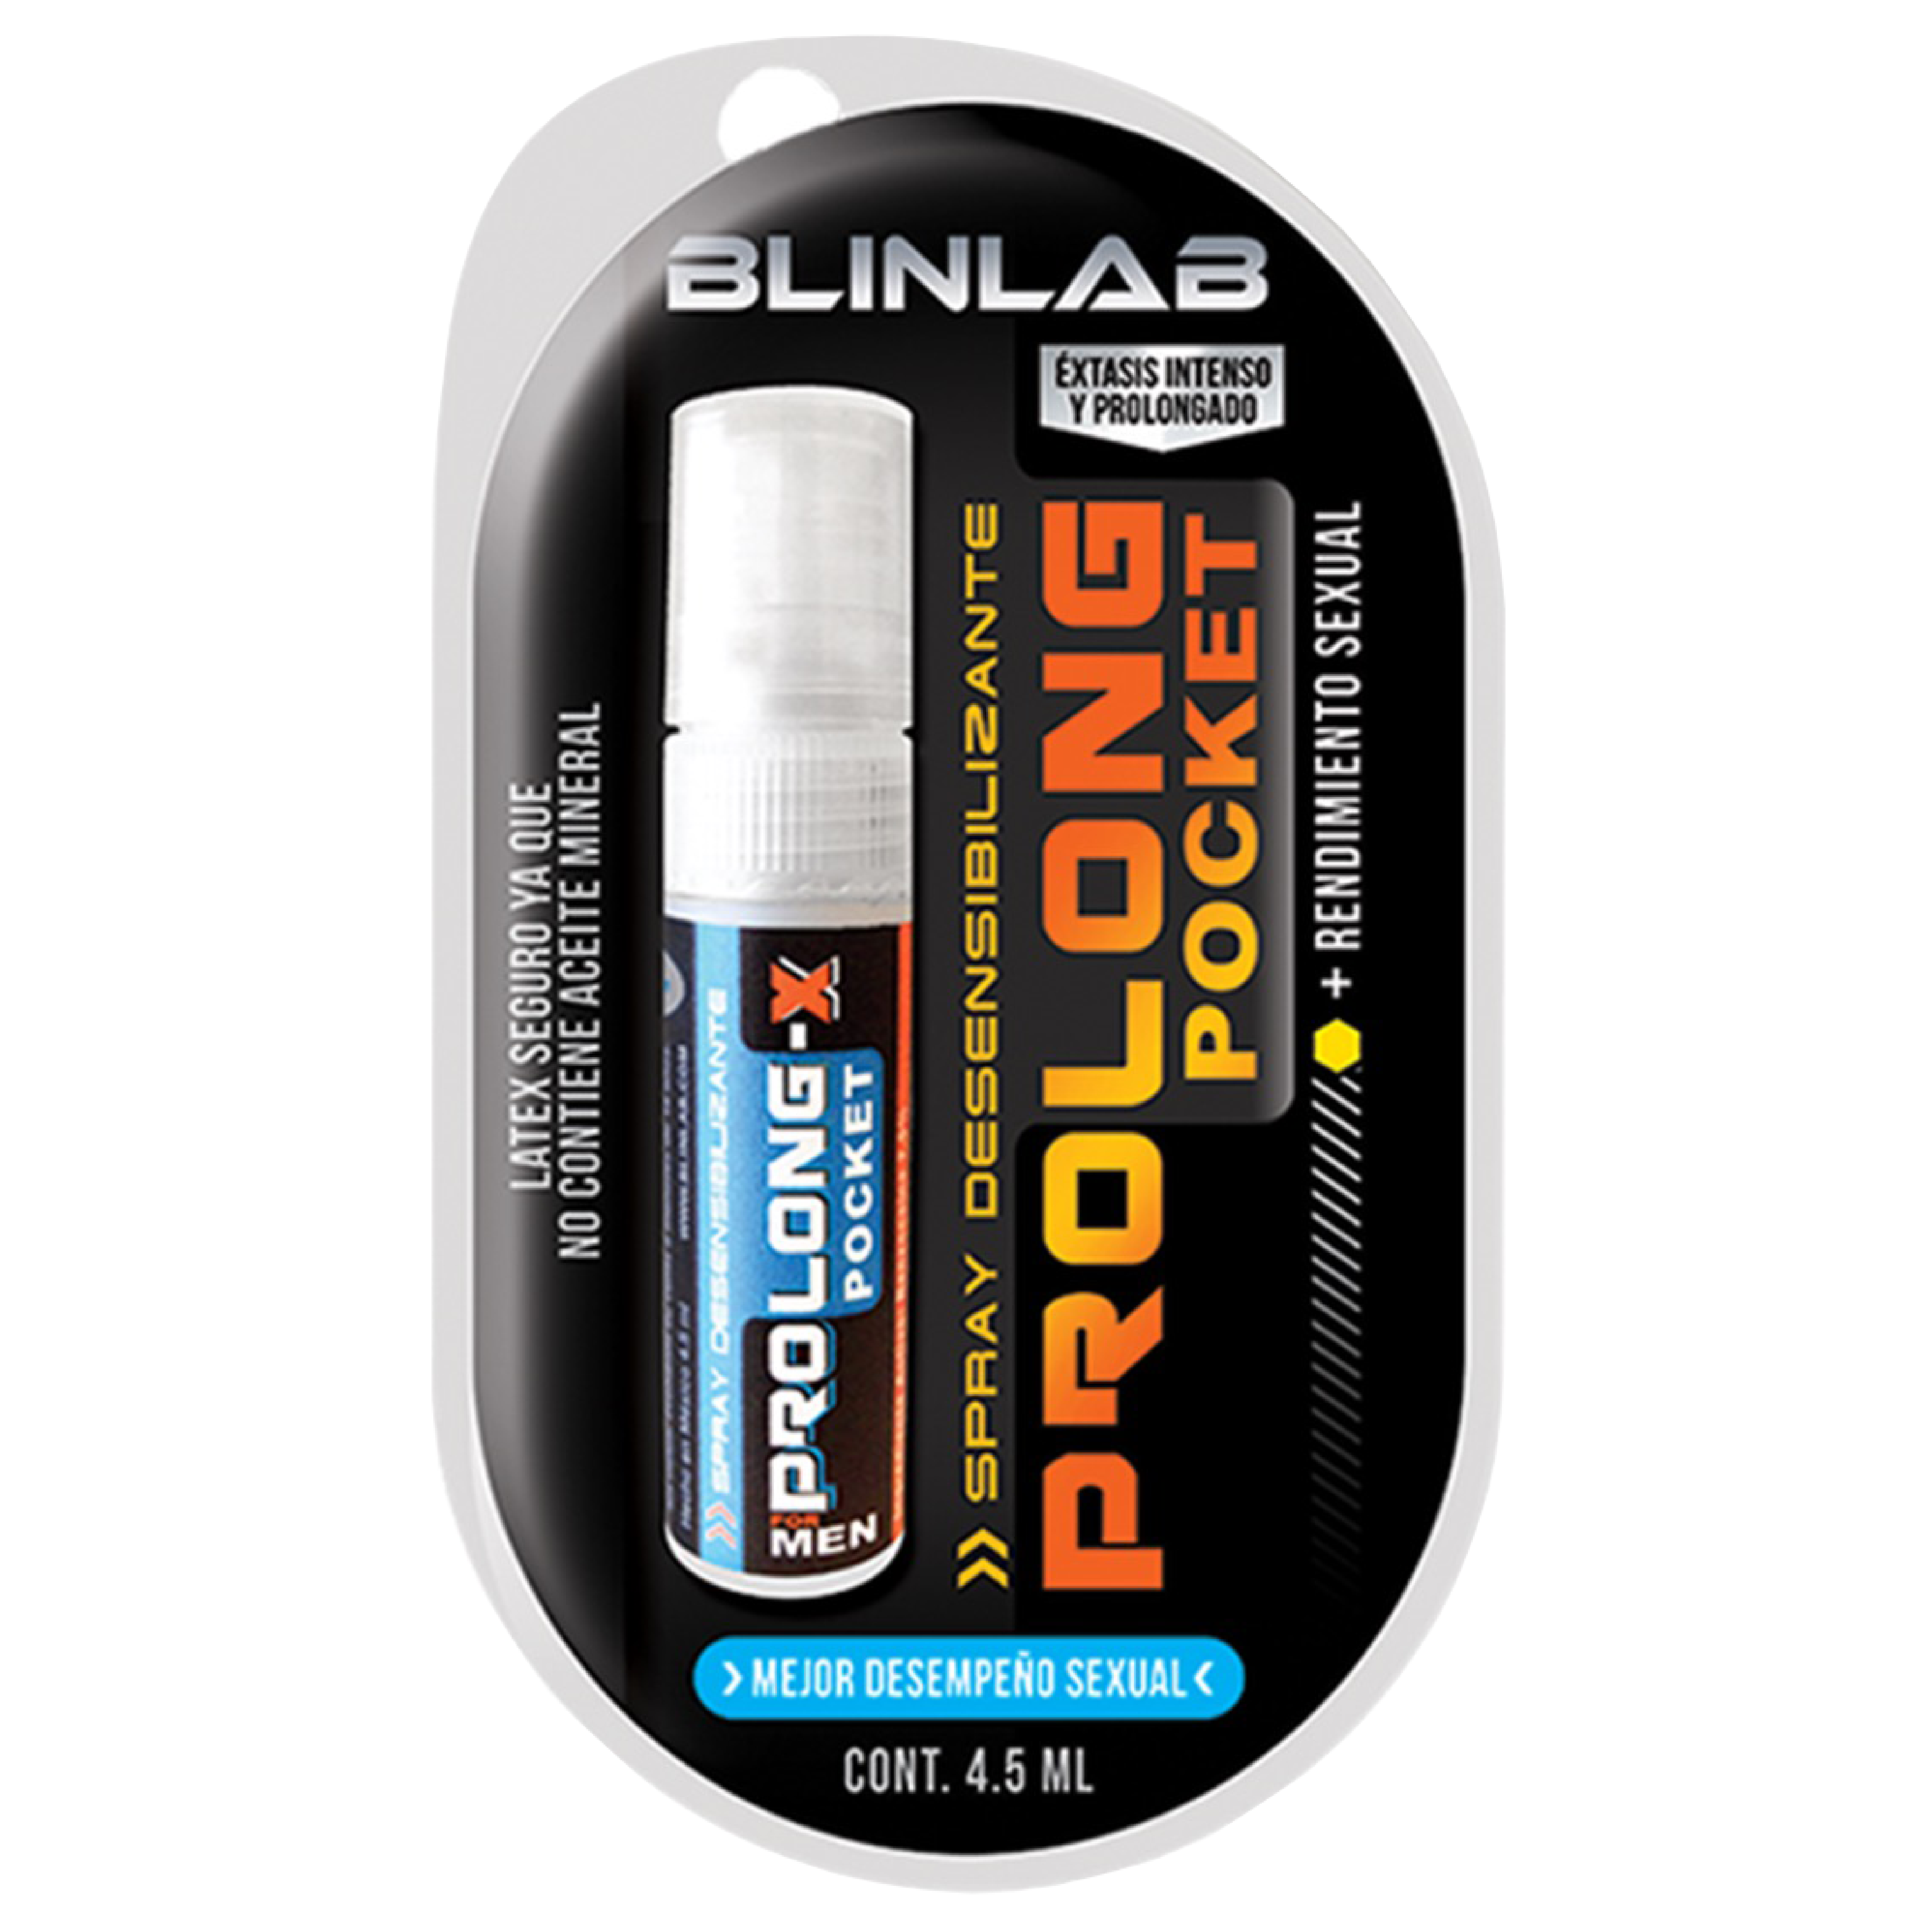 BLINLAB
ÉXTASIS INTENSO
Y PROLONGADO
LATEX SEGURO YA QUE
NO CONTIENE ACEITE MINERAL
SPRAY DESENSIBILIZANTE
PROLONG-X
POCKET
FOR
MEN
SPRAY DESENSIBILIZANTE
PROLONG
POCKET
+ RENDIMIENTO SEXUAL
MEJOR DESEMPEÑO SEXUAL
CONT. 4.5 ML